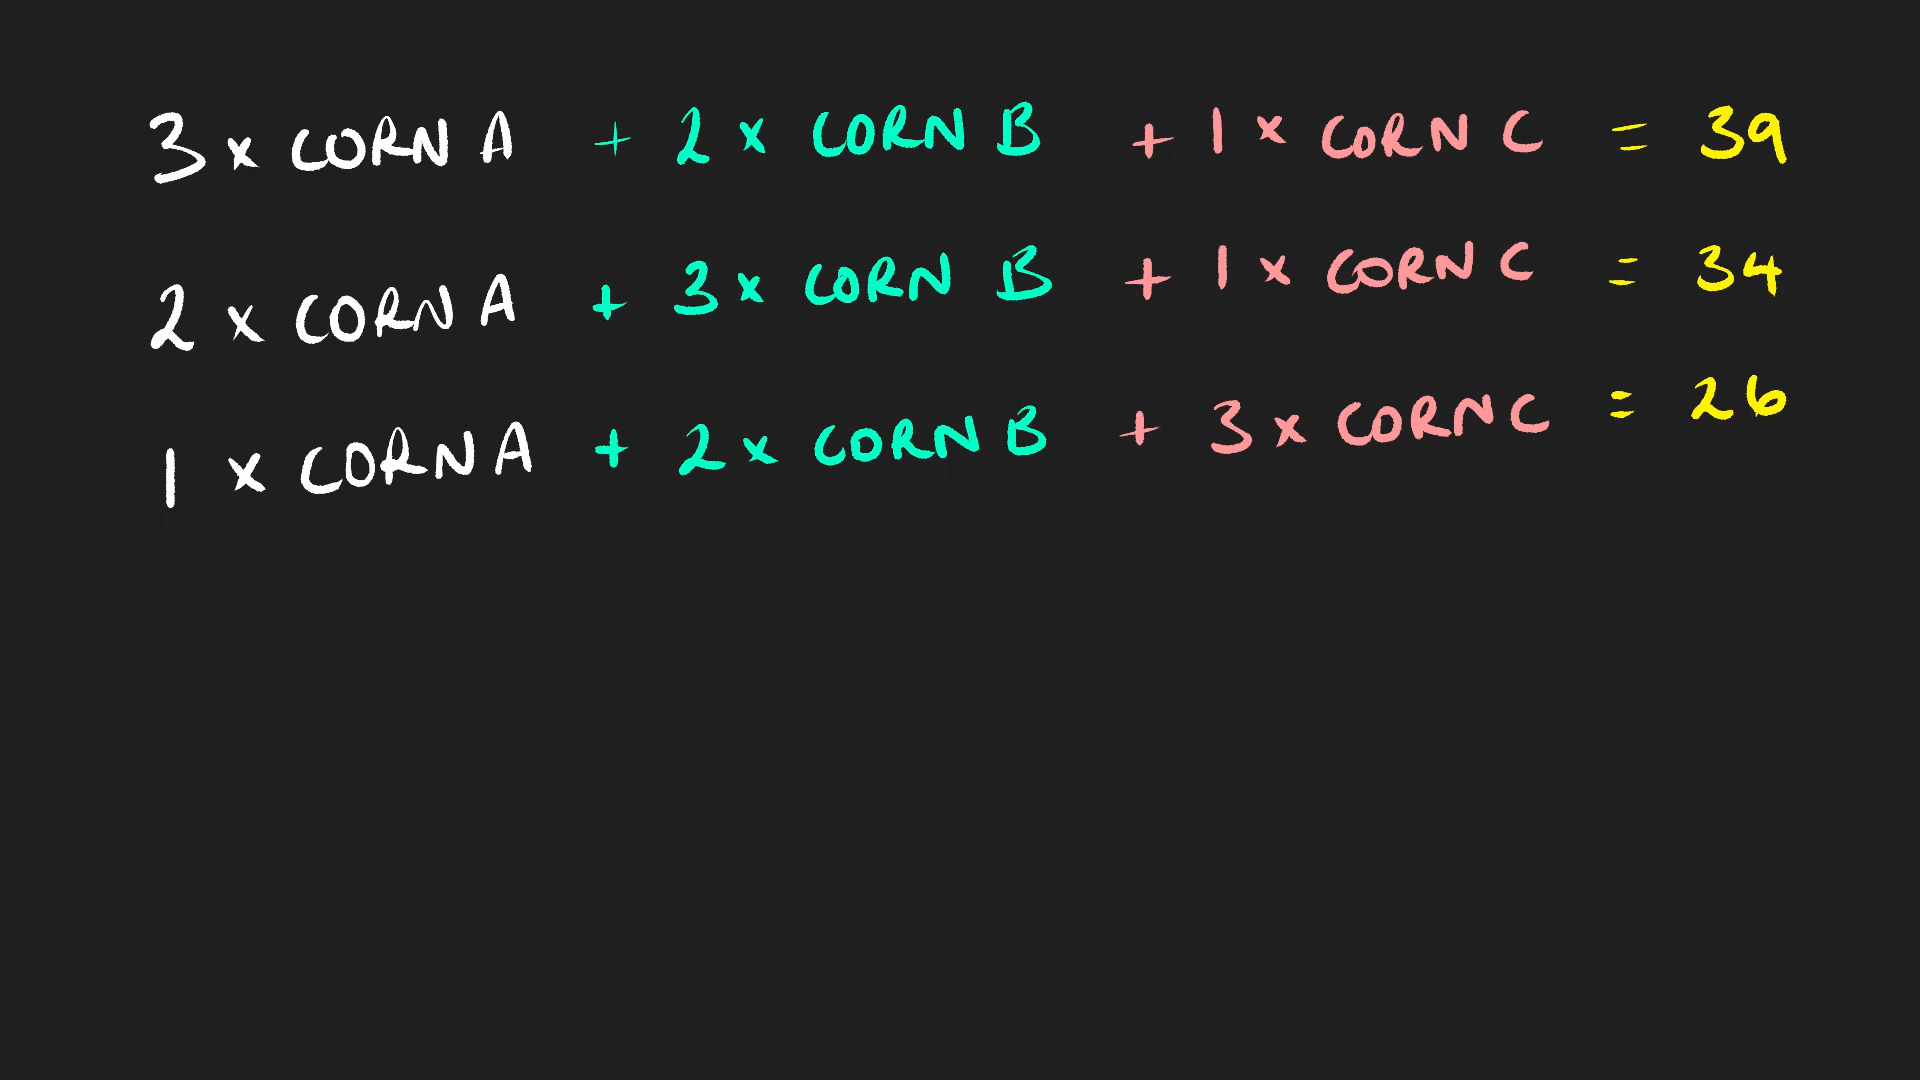 3 x CORN A + 2 x CORN B + 1 x CORN C = 39
2 x CORN A + 3 x CORN B + 1 x CORN C = 34
1 x CORN A + 2 x CORN B + 3 x CORN C = 26